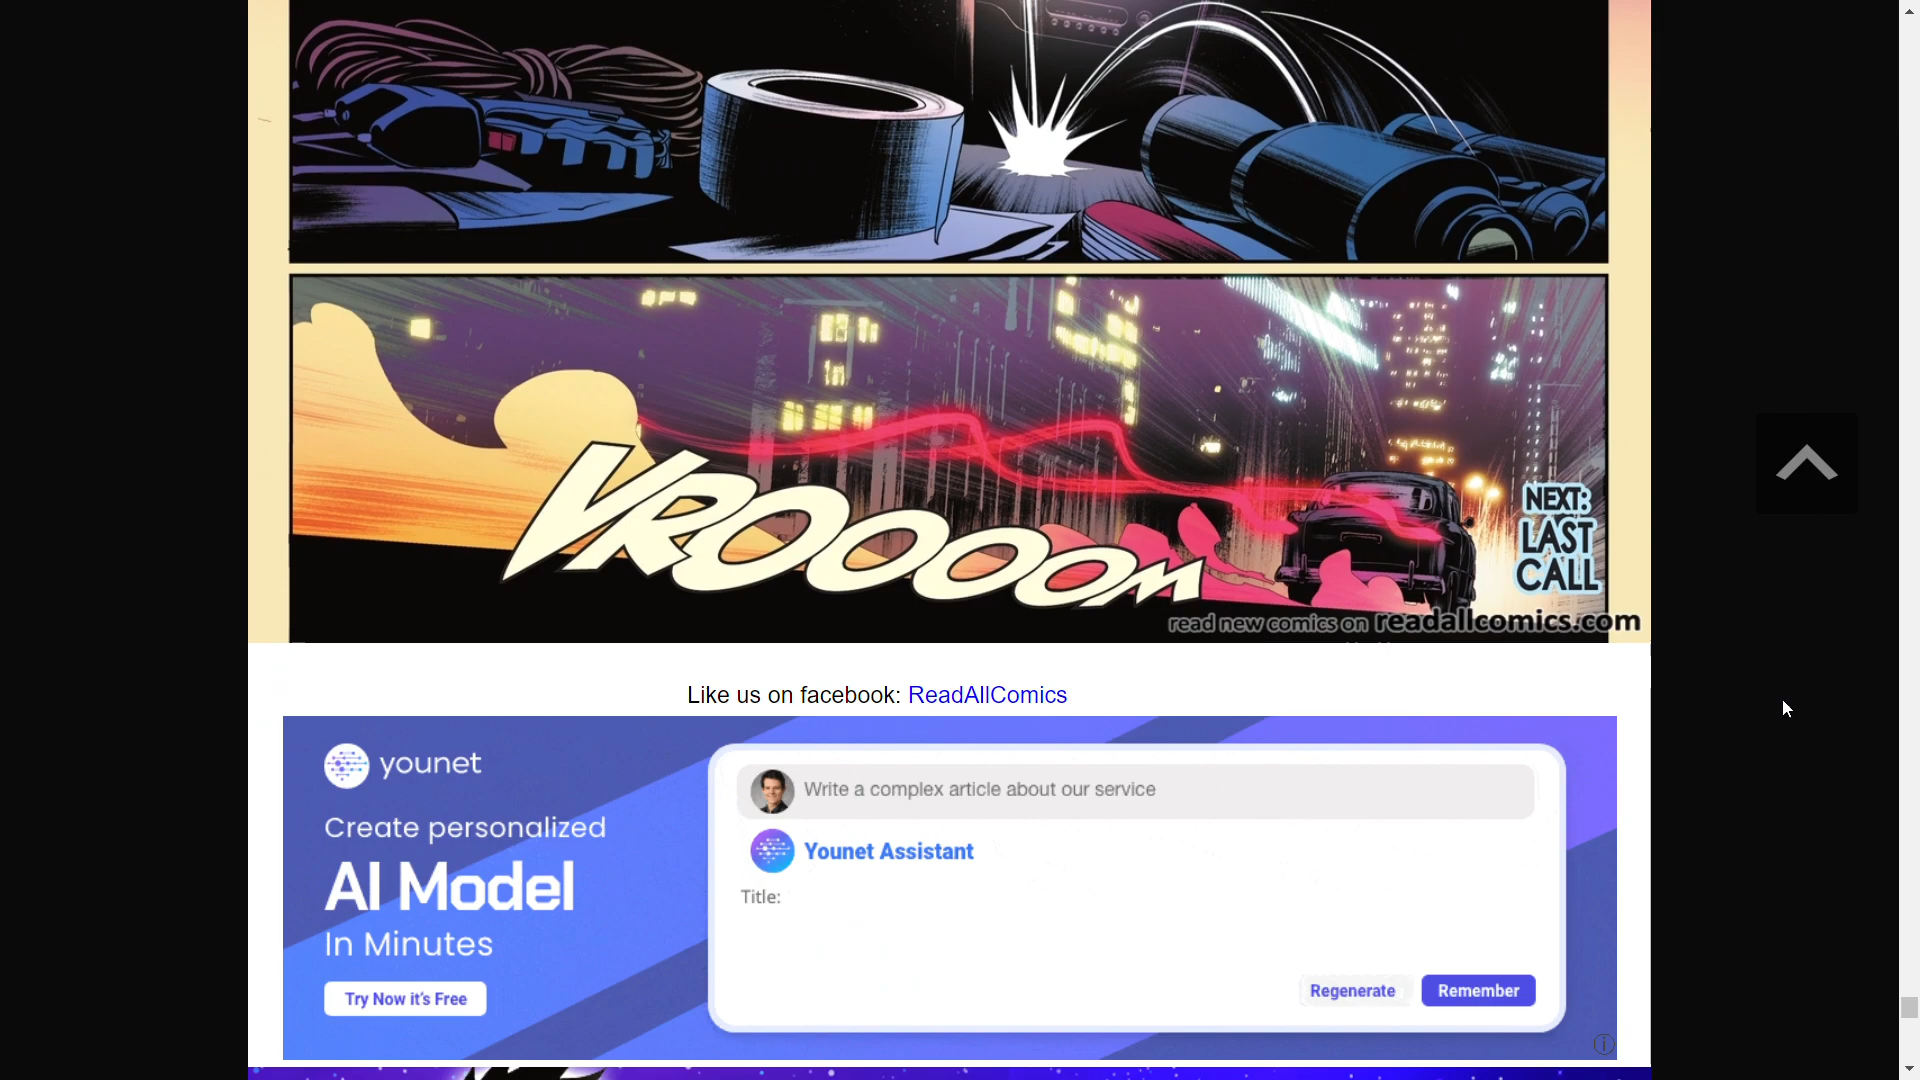 VROOOOM
NEXT:
LAST
CALL
read new comics on readallcomics.com
Like us on facebook: ReadAllComics
younet
Create personalized
AI Model
In Minutes
Try Now it's Free
Write a complex article about our service
Younet Assistant
Title:
Regenerate
Remember